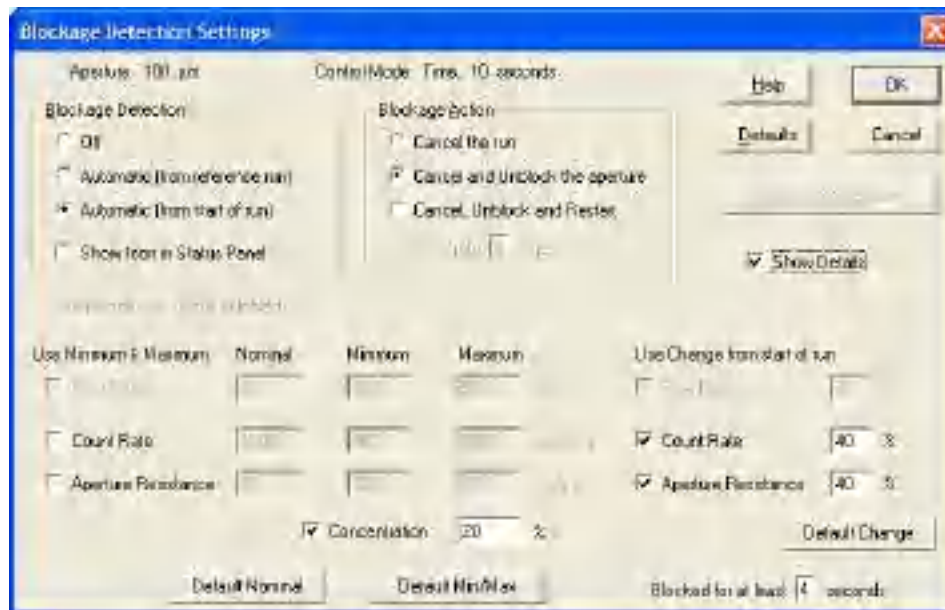 Blockage Detection Settings
Aperture: 100 µm
Control Mode: Time, 10 seconds
Help
OK
Blockage Detection
Blockage Action
Off
Cancel the run
Defaults
Cancel
Automatic (from reference run)
Cancel and Unblock the aperture
Automatic (from start of run)
Cancel, Unblock and Restart,
Show Icon in Status Panel
Show Details
Use Minimum & Maximum
Nominal
Minimum
Maximum
Use Change from start of run
Count Rate
Count Rate
40 %
Aperture Resistance
Aperture Resistance
40 %
Concentration
20 %
Default Change
Default Nominal
Default Min/Max
Blocked for at least 4 seconds